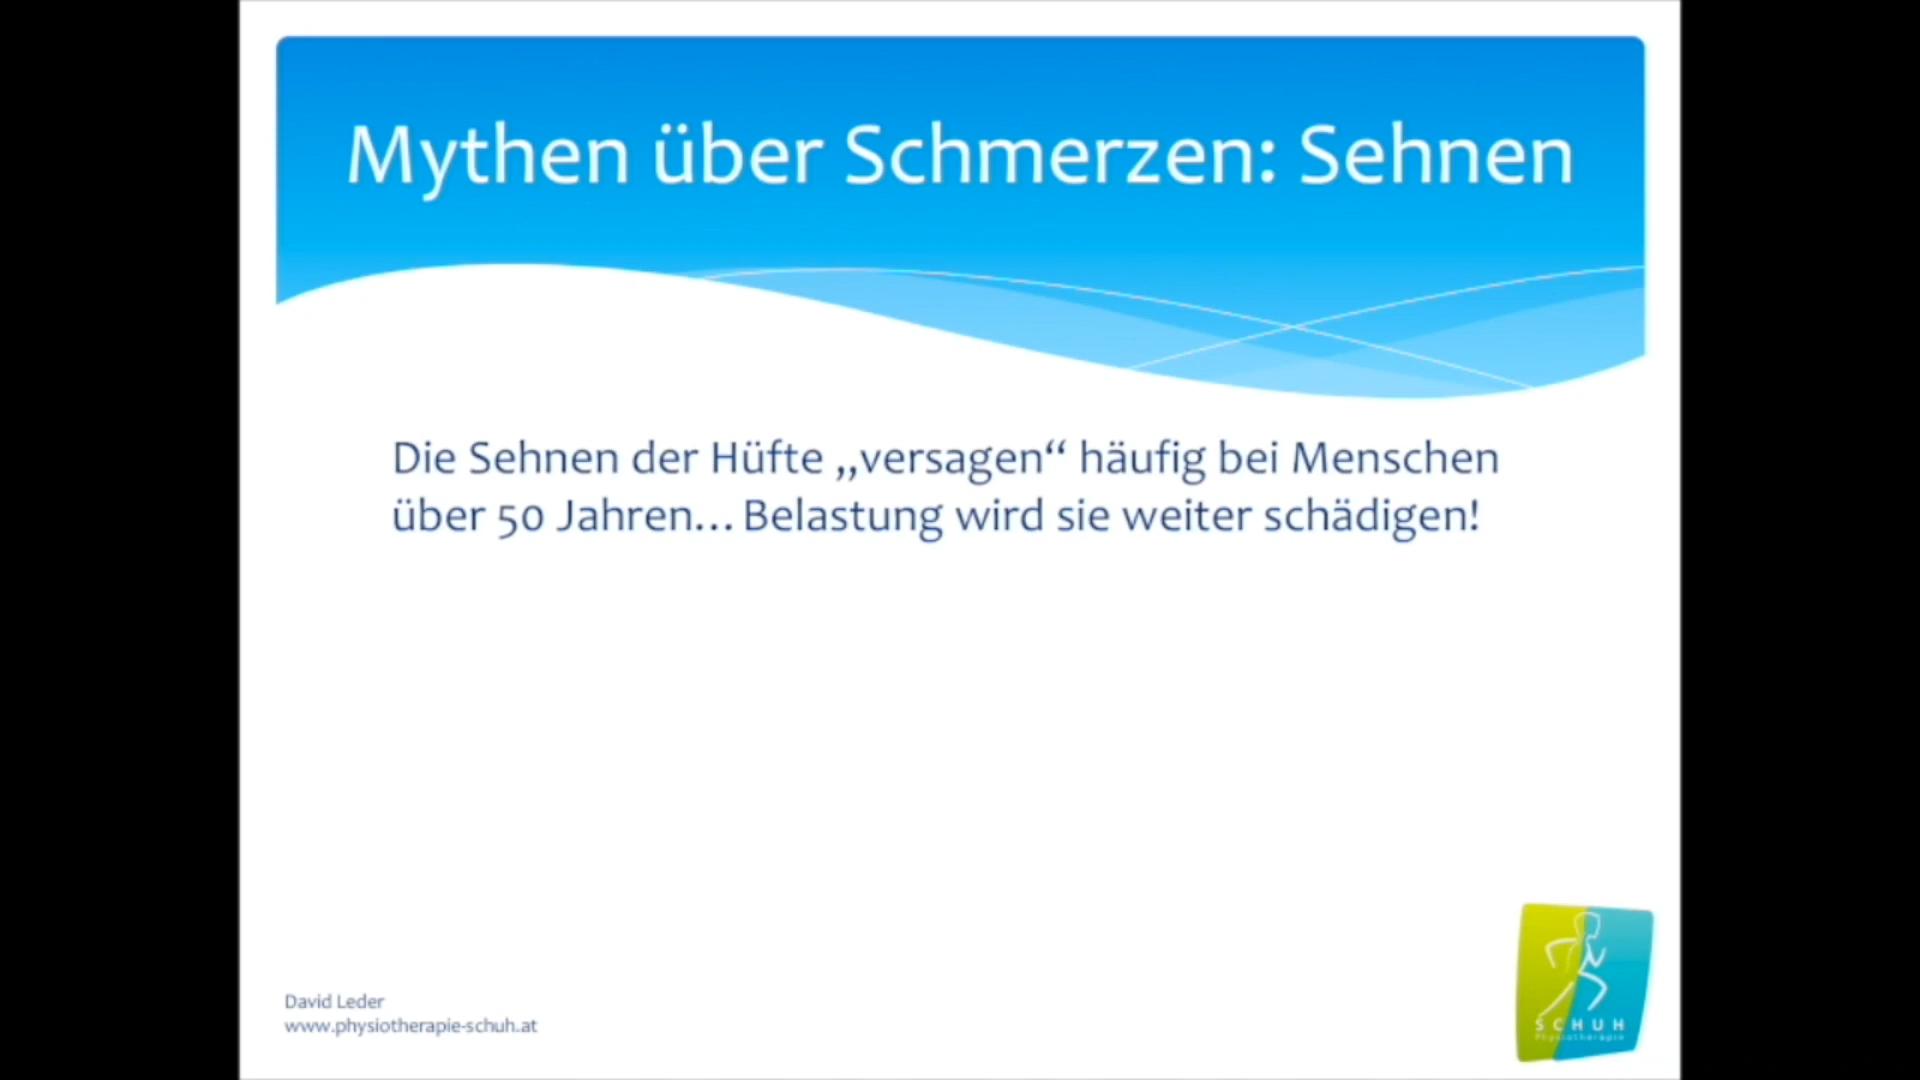 Mythen über Schmerzen: Sehnen
Die Sehnen der Hüfte „versagen“ häufig bei Menschen
über 50 Jahren... Belastung wird sie weiter schädigen!
David Leder
www.physiotherapie-schuh.at
SCHUH
Physiotherapie